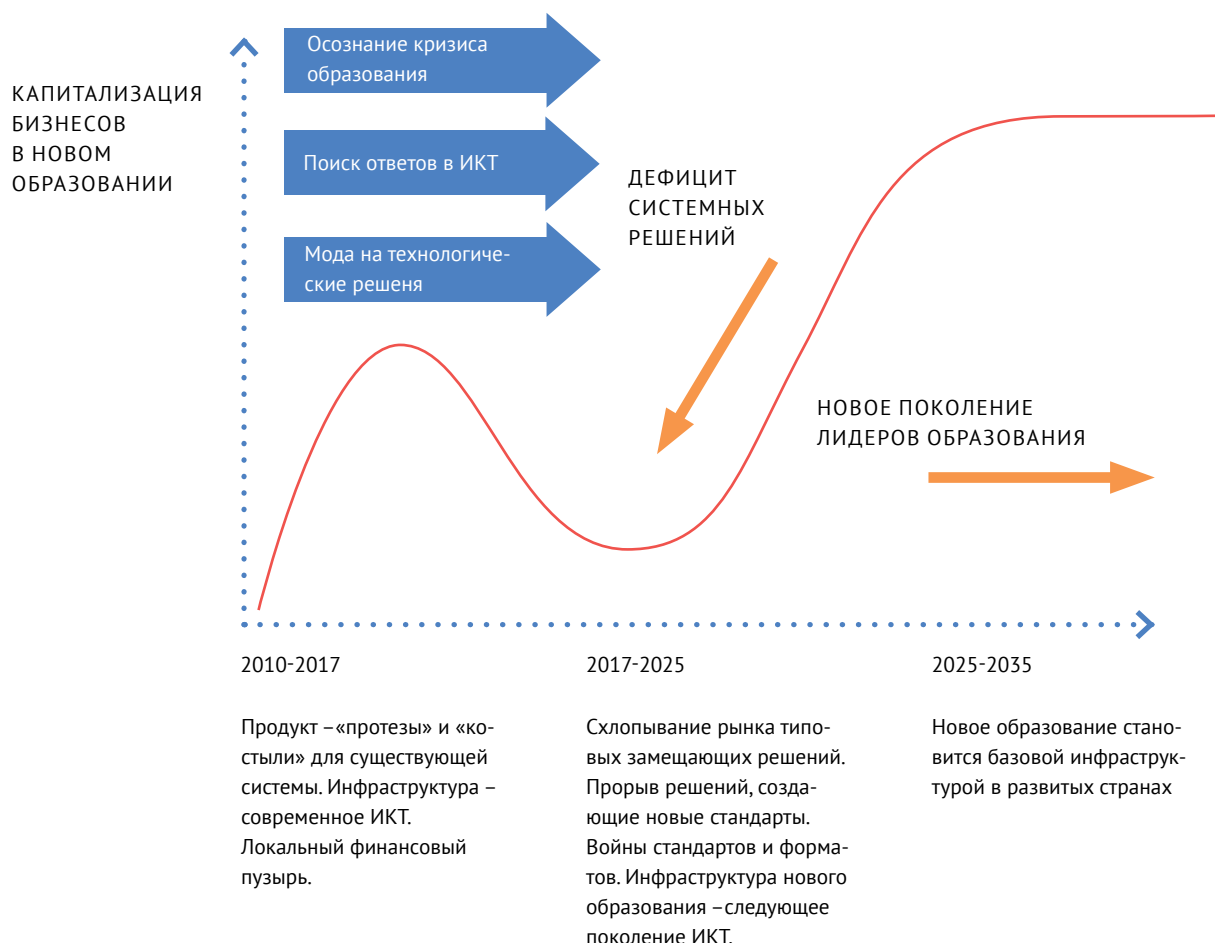 КАПИТАЛИЗАЦИЯ
БИЗНЕСОВ
В НОВОМ
ОБРАЗОВАНИИ
Осознание кризиса
образования
Поиск ответов в ИКТ
Мода на технологиче-
ские решеня
ДЕФИЦИТ
СИСТЕМНЫХ
РЕШЕНИЙ
НОВОЕ ПОКОЛЕНИЕ
ЛИДЕРОВ ОБРАЗОВАНИЯ
2010-2017
Продукт –«протезы» и «ко-
стыли» для существующей
системы. Инфраструктура –
современное ИКТ.
Локальный финансовый
пузырь.
2017-2025
Схлопывание рынка типо-
вых замещающих решений.
Прорыв решений, созда-
ющие новые стандарты.
Войны стандартов и форма-
тов. Инфраструктура нового
образования –следующее
поколение ИКТ.
2025-2035
Новое образование стано-
вится базовой инфраструк-
турой в развитых странах